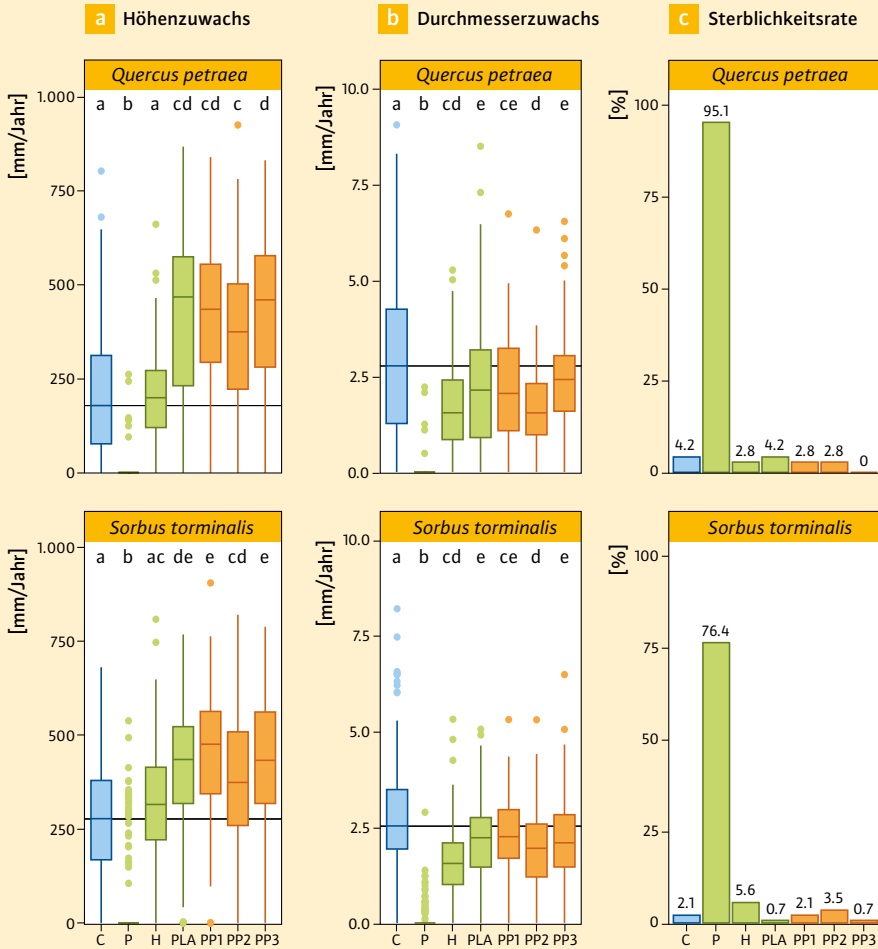 a Höhenzuwachs
b Durchmesserzuwachs
c Sterblichkeitsrate
Quercus petraea
[mm/Jahr]
1.000
750
500
250
0
a b a cd cd c d
Quercus petraea
[mm/Jahr]
10.0
7.5
5.0
2.5
0.0
a b cd e ce d e
Quercus petraea
[%]
100
75
50
25
0
4.2 95.1 2.8 4.2 2.8 2.8 0
Sorbus torminalis
[mm/Jahr]
1.000
750
500
250
0
a b ac de e cd e
C P H PLA PP1 PP2 PP3
Sorbus torminalis
[mm/Jahr]
10.0
7.5
5.0
2.5
0.0
a b cd e ce d e
C P H PLA PP1 PP2 PP3
Sorbus torminalis
[%]
100
75
50
25
0
2.1 76.4 5.6 0.7 2.1 3.5 0.7
C P H PLA PP1 PP2 PP3